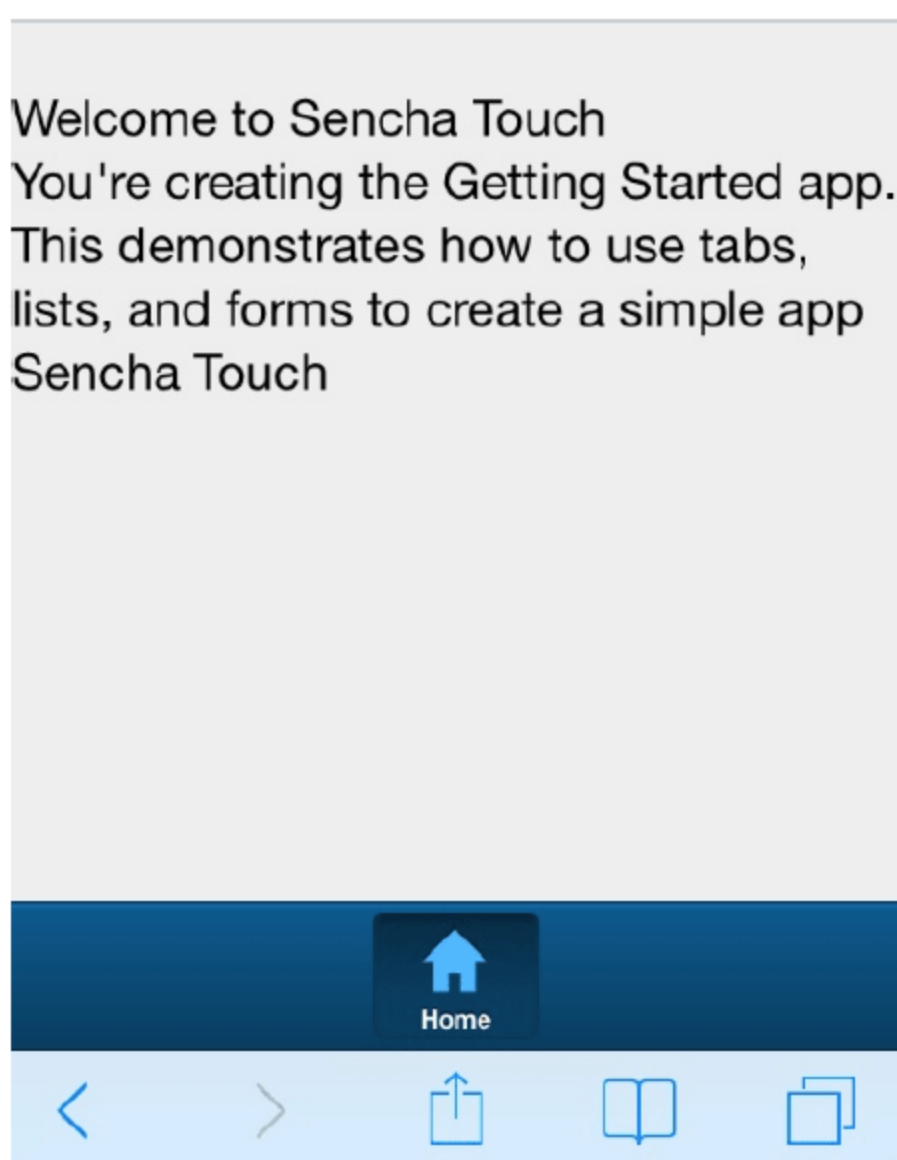 Welcome to Sencha Touch
You're creating the Getting Started app.
This demonstrates how to use tabs,
lists, and forms to create a simple app
Sencha Touch
Home